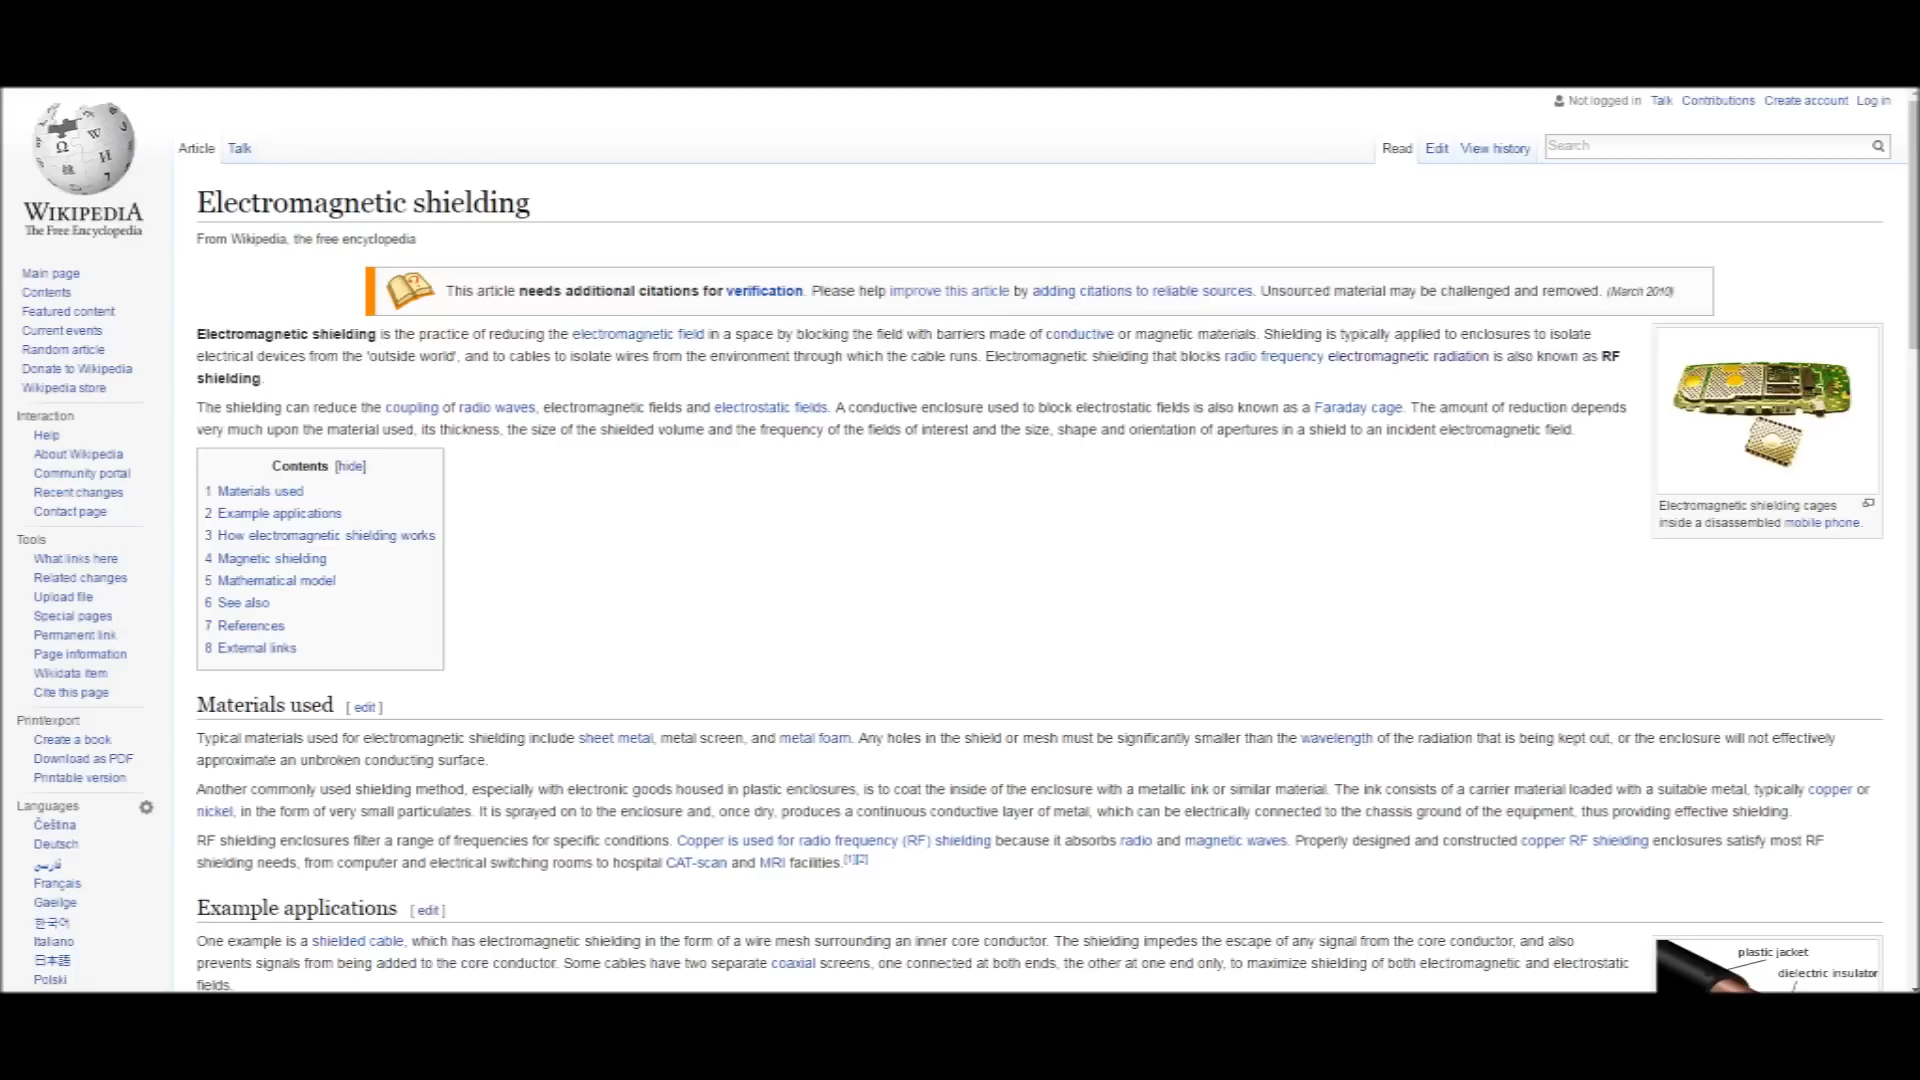 Not logged in Talk Contributions Create account Log in
Article Talk
Read Edit View history Search
WIKIPEDIA
The Free Encyclopedia
Main page
Contents
Featured content
Current events
Random article
Donate to Wikipedia
Wikipedia store
Interaction
Help
About Wikipedia
Community portal
Recent changes
Contact page
Tools
What links here
Related changes
Upload file
Special pages
Permanent link
Page information
Wikidata item
Cite this page
Print/export
Create a book
Download as PDF
Printable version
Languages
Čeština
Deutsch
فارسی
Français
Gaeilge
한국어
Italiano
日本語
Polski
Electromagnetic shielding
From Wikipedia, the free encyclopedia
This article needs additional citations for verification. Please help improve this article by adding citations to reliable sources. Unsourced material may be challenged and removed. (March 2010)
Electromagnetic shielding is the practice of reducing the electromagnetic field in a space by blocking the field with barriers made of conductive or magnetic materials. Shielding is typically applied to enclosures to isolate
electrical devices from the 'outside world', and to cables to isolate wires from the environment through which the cable runs. Electromagnetic shielding that blocks radio frequency electromagnetic radiation is also known as RF
shielding.
The shielding can reduce the coupling of radio waves, electromagnetic fields and electrostatic fields. A conductive enclosure used to block electrostatic fields is also known as a Faraday cage. The amount of reduction depends
very much upon the material used, its thickness, the size of the shielded volume and the frequency of the fields of interest and the size, shape and orientation of apertures in a shield to an incident electromagnetic field.
Electromagnetic shielding cages
inside a disassembled mobile phone.
Contents [hide]
1 Materials used
2 Example applications
3 How electromagnetic shielding works
4 Magnetic shielding
5 Mathematical model
6 See also
7 References
8 External links
Materials used [ edit ]
Typical materials used for electromagnetic shielding include sheet metal, metal screen, and metal foam. Any holes in the shield or mesh must be significantly smaller than the wavelength of the radiation that is being kept out, or the enclosure will not effectively
approximate an unbroken conducting surface.
Another commonly used shielding method, especially with electronic goods housed in plastic enclosures, is to coat the inside of the enclosure with a metallic ink or similar material. The ink consists of a carrier material loaded with a suitable metal, typically copper or
nickel, in the form of very small particulates. It is sprayed on to the enclosure and, once dry, produces a continuous conductive layer of metal, which can be electrically connected to the chassis ground of the equipment, thus providing effective shielding.
RF shielding enclosures filter a range of frequencies for specific conditions. Copper is used for radio frequency (RF) shielding because it absorbs radio and magnetic waves. Properly designed and constructed copper RF shielding enclosures satisfy most RF
shielding needs, from computer and electrical switching rooms to hospital CAT-scan and MRI facilities.[1][2]
Example applications [ edit ]
One example is a shielded cable, which has electromagnetic shielding in the form of a wire mesh surrounding an inner core conductor. The shielding impedes the escape of any signal from the core conductor, and also
prevents signals from being added to the core conductor. Some cables have two separate coaxial screens, one connected at both ends, the other at one end only, to maximize shielding of both electromagnetic and electrostatic
fields.
plastic jacket
dielectric insulator